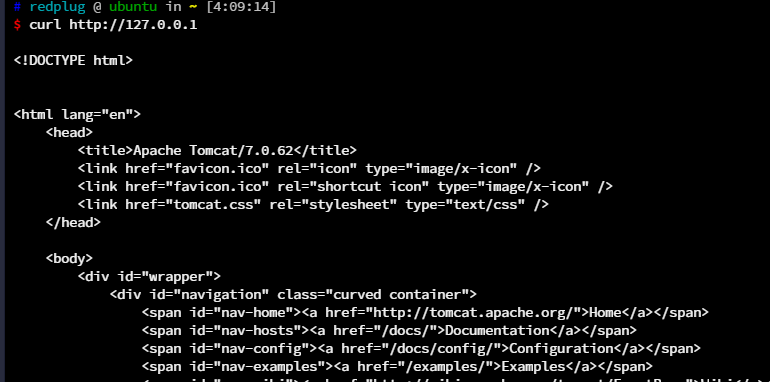 # redplug @ ubuntu in ~ [4:09:14]
$ curl http://127.0.0.1
<!DOCTYPE html>
<html lang="en">
    <head>
        <title>Apache Tomcat/7.0.62</title>
        <link href="favicon.ico" rel="icon" type="image/x-icon" />
        <link href="favicon.ico" rel="shortcut icon" type="image/x-icon" />
        <link href="tomcat.css" rel="stylesheet" type="text/css" />
    </head>
    <body>
        <div id="wrapper">
            <div id="navigation" class="curved container">
                <span id="nav-home"><a href="http://tomcat.apache.org/">Home</a></span>
                <span id="nav-hosts"><a href="/docs/">Documentation</a></span>
                <span id="nav-config"><a href="/docs/config/">Configuration</a></span>
                <span id="nav-examples"><a href="/examples/">Examples</a></span>